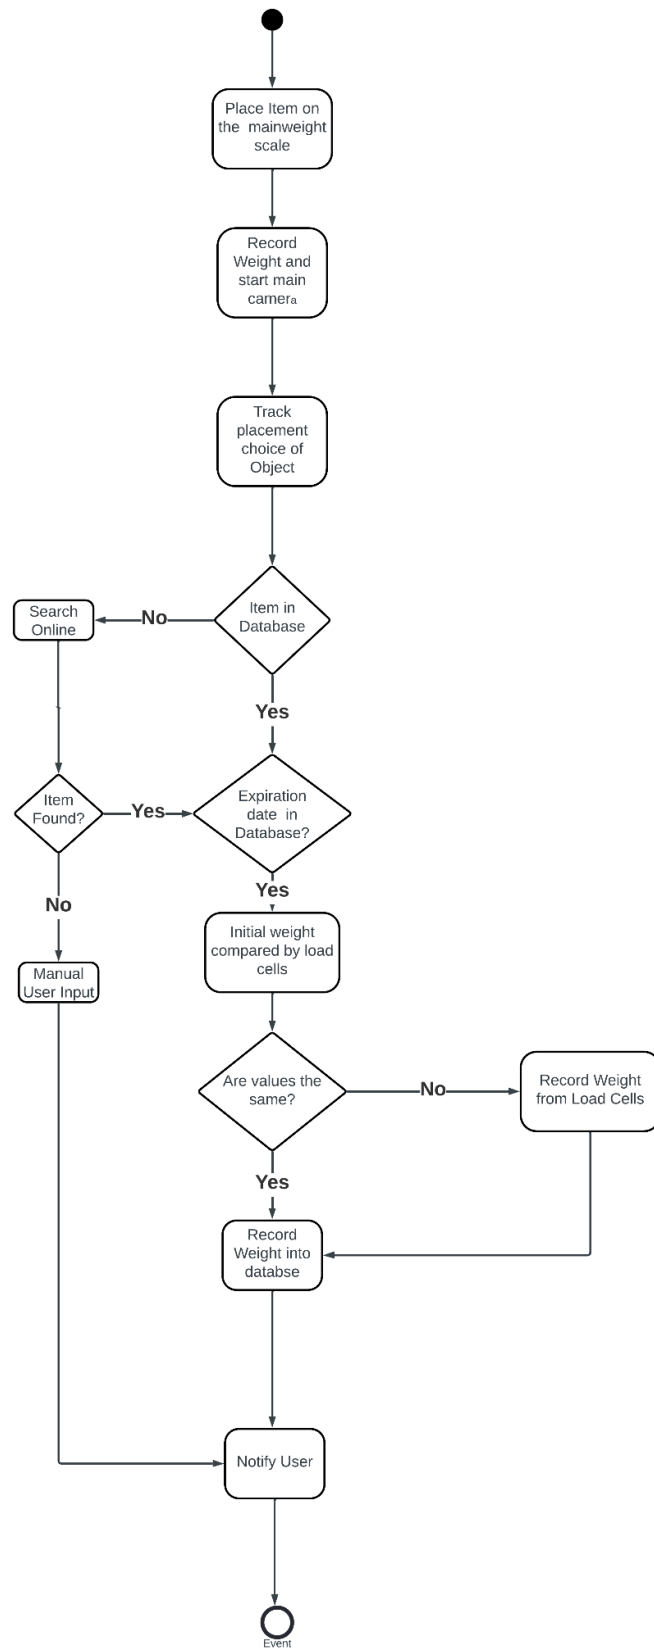 Place Item on
the mainweight
scale
Record
Weight and
start main
camera
Track
placement
choice of
Object
Item in
Database
No
Search
Online
Yes
Item
Found?
Yes
Expiration
date in
Database?
Yes
No
Initial weight
compared by load
cells
Manual
User Input
Are values the
same?
No
Record Weight
from Load Cells
Yes
Record
Weight into
databse
Notify User
Event